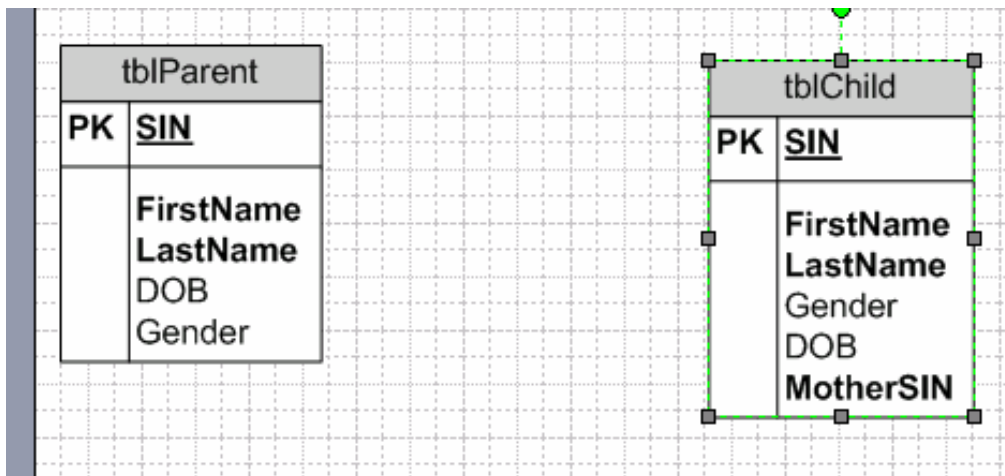 tblParent
PK SIN
FirstName
LastName
DOB
Gender
tblChild
PK SIN
FirstName
LastName
Gender
DOB
MotherSIN